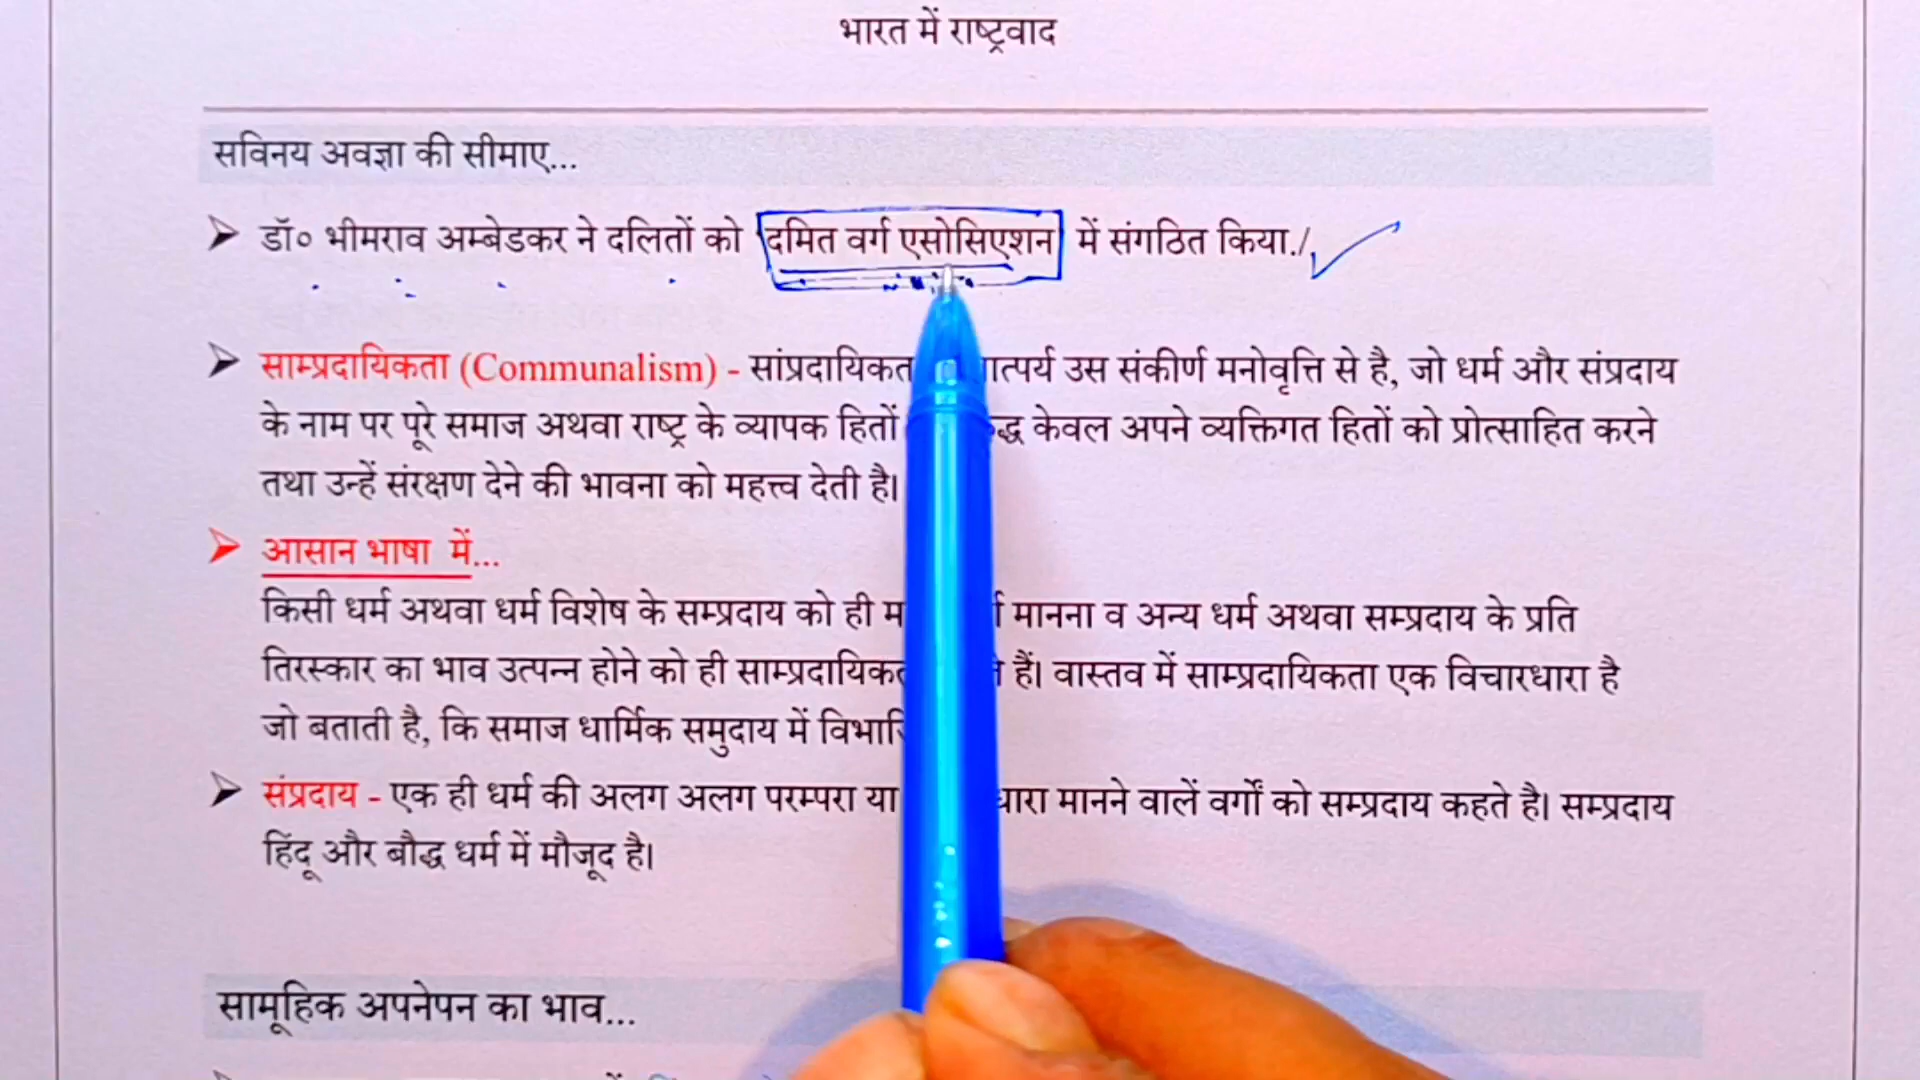 भारत में राष्ट्रवाद
सविनय अवज्ञा की सीमाए...
डॉ० भीमराव अम्बेडकर ने दलितों को दमित वर्ग एसोसिएशन में संगठित किया./
साम्प्रदायिकता (Communalism) - सांप्रदायिकत उस संकीर्ण मनोवृत्ति से है, जो धर्म और संप्रदाय
के नाम पर पूरे समाज अथवा राष्ट्र के व्यापक हितों केवल अपने व्यक्तिगत हितों को प्रोत्साहित करने
तथा उन्हें संरक्षण देने की भावना को महत्त्व देती है।
आसान भाषा में...
किसी धर्म अथवा धर्म विशेष के सम्प्रदाय को ही मानना व अन्य धर्म अथवा सम्प्रदाय के प्रति
तिरस्कार का भाव उत्पन्न होने को ही हैं। वास्तव में साम्प्रदायिकता एक विचारधारा है
जो बताती है, कि समाज धार्मिक समुदाय में
संप्रदाय - एक ही धर्म की अलग अलग परम्परा या मानने वालें वर्गों को सम्प्रदाय कहते है। सम्प्रदाय
हिंदू और बौद्ध धर्म में मौजूद है।
सामूहिक अपनेपन का भाव...